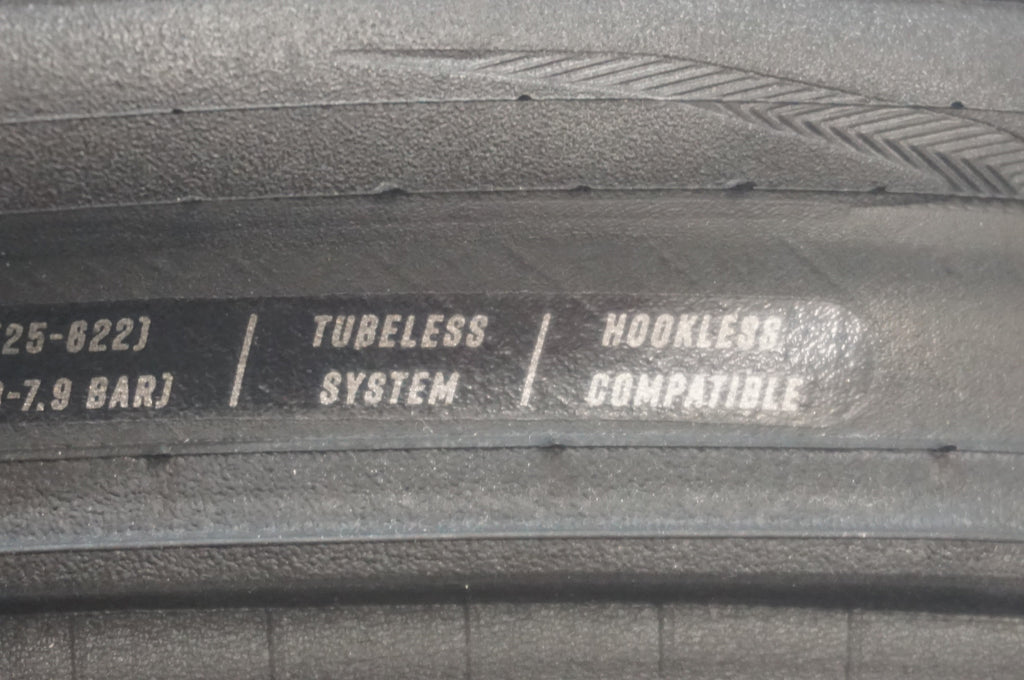 25-622) / TUBELESS / HOOKLESS
-7.9 BAR) SYSTEM COMPATIBLE